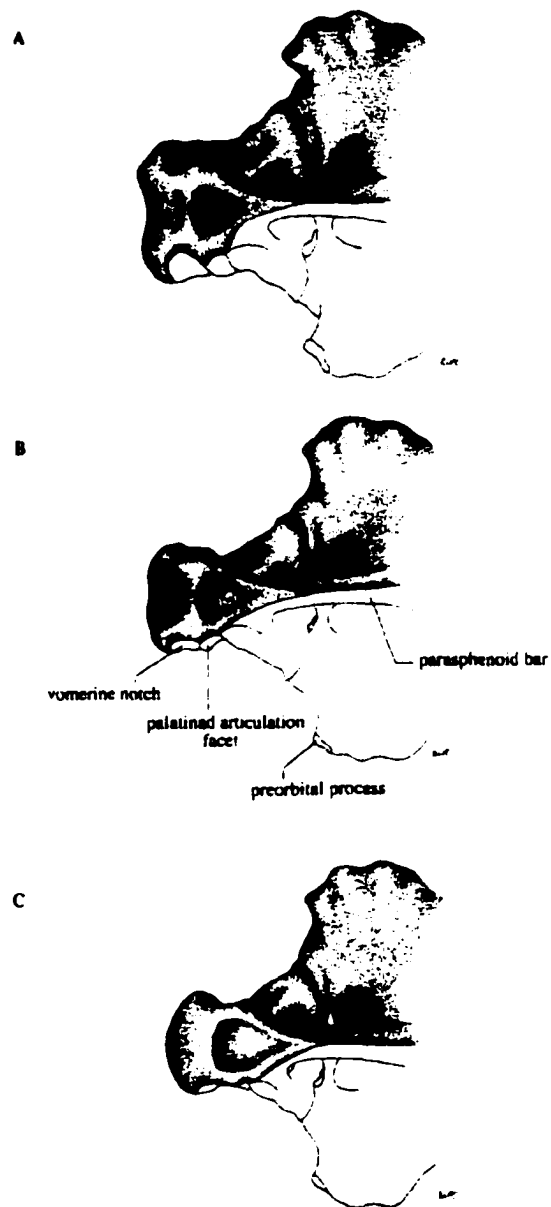 A
B
parasphenoid bar
vomerine notch
palatinad articulation
facet
preorbital process
C